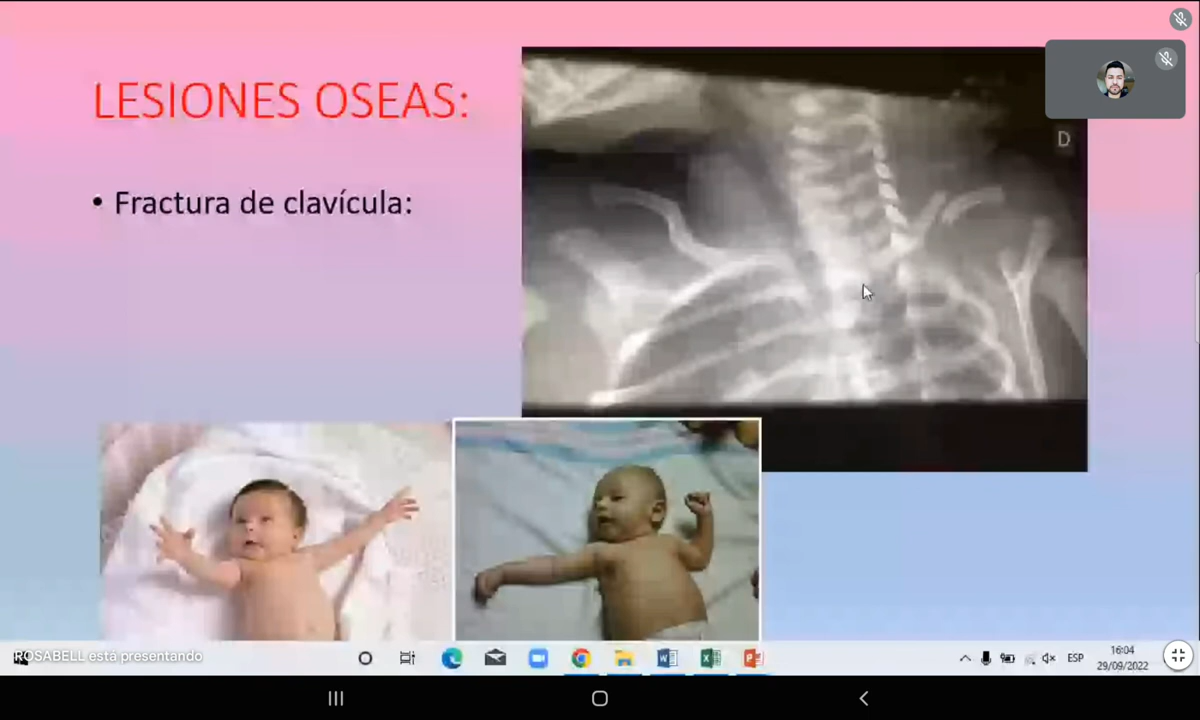 LESIONES OSEAS:
• Fractura de clavícula:
D
ROSABELL está presentando
ESP
16:04
29/09/2022